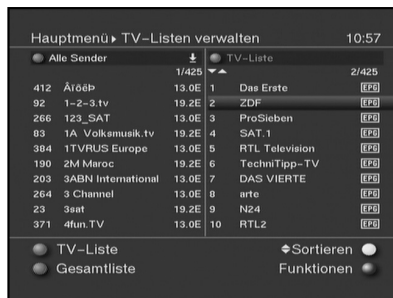 Hauptmenü▸ TV-Listen verwalten 10:57
Alle Sender TV-Liste
1/425 2/425
412 ÂïöêÞ 13.0E 1 Das Erste EPG
92 1-2-3.tv 19.2E 2 ZDF EPG
266 123_SAT 13.0E 3 ProSieben EPG
83 1A Volksmusik.tv 19.2E 4 SAT.1 EPG
384 1TVRUS Europe 13.0E 5 RTL Television EPG
190 2M Maroc 19.2E 6 TechniTipp-TV EPG
203 3ABN International 13.0E 7 DAS VIERTE EPG
264 3 Channel 13.0E 8 arte EPG
23 3sat 19.2E 9 N24 EPG
371 4fun.TV 13.0E 10 RTL2 EPG
TV-Liste Sortieren
Gesamtliste Funktionen